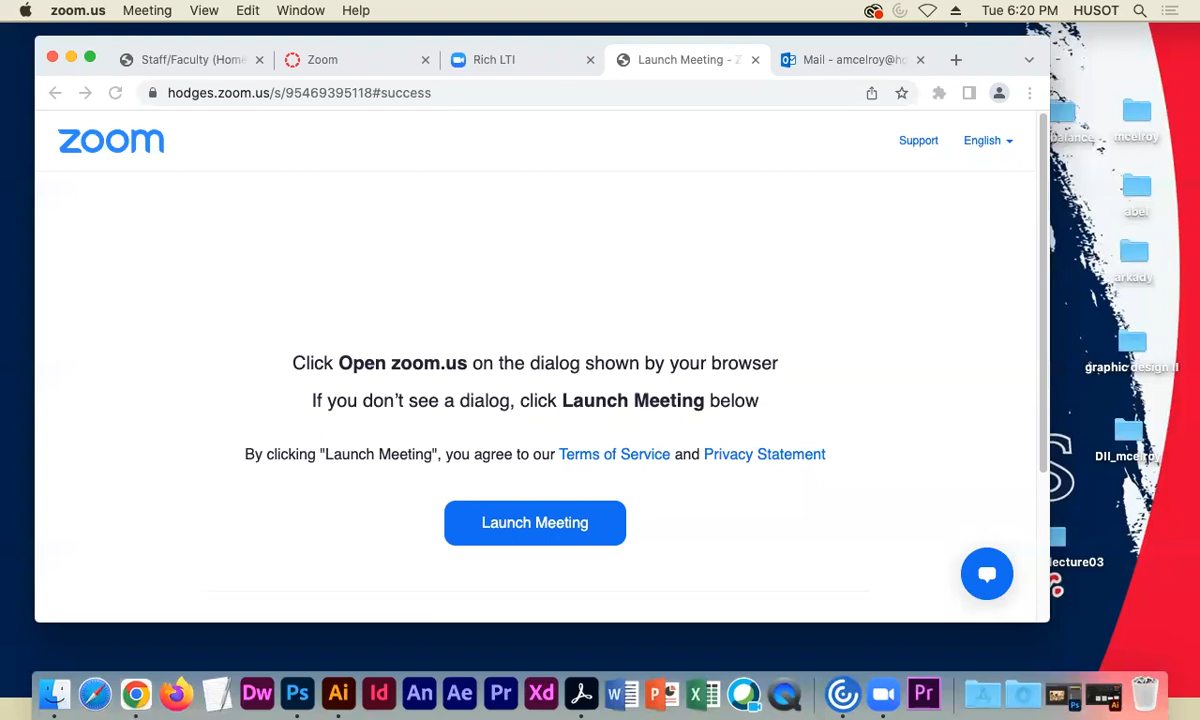 zoom.us Meeting View Edit Window Help Tue 6:20 PM HUSOT
Staff/Faculty (Home Zoom Rich LTI Launch Meeting - Z Mail - amcelroy@ho
hodges.zoom.us/s/95469395118#success
zoom Support English
Click Open zoom.us on the dialog shown by your browser
If you don't see a dialog, click Launch Meeting below
By clicking "Launch Meeting", you agree to our Terms of Service and Privacy Statement
Launch Meeting
balance
mcelroy
abel
arkady
graphic design II
DII_mcelroy
lecture03
Dw Ps Ai Id An Ae Pr Xd W P X Pr